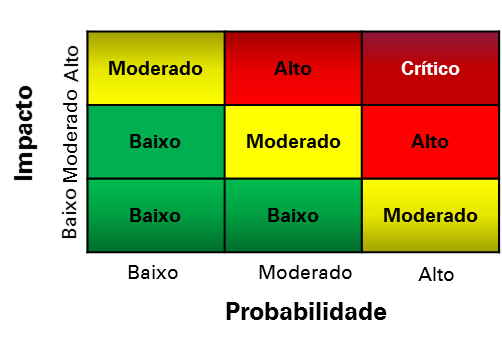 Impacto
Baixo Moderado Alto
Moderado Alto Crítico
Baixo Moderado Alto
Baixo Baixo Moderado
Baixo Moderado Alto
Probabilidade